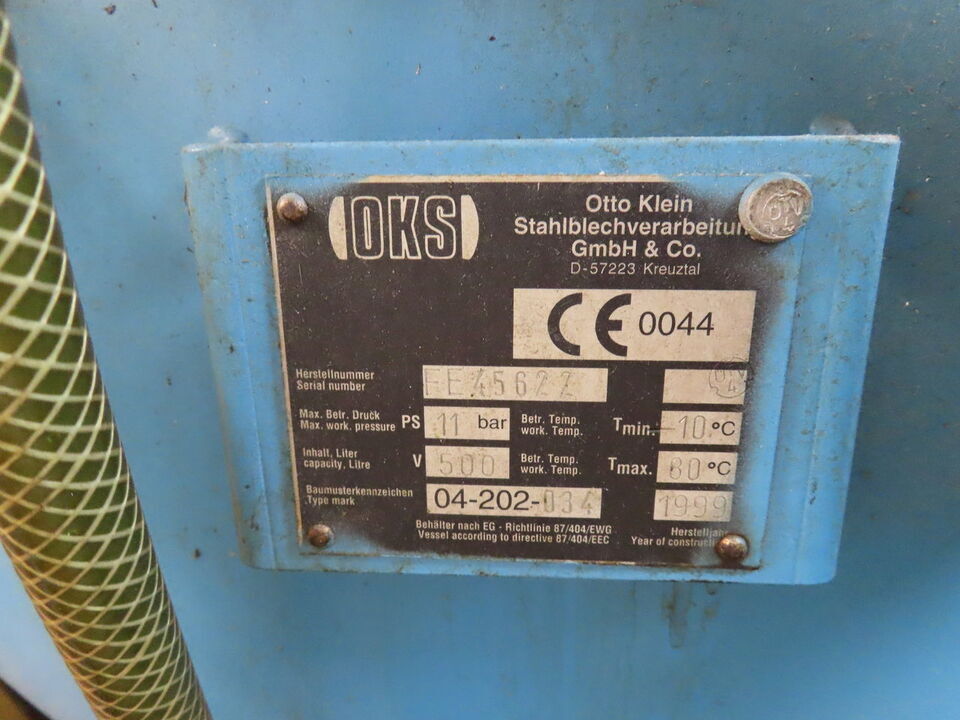 OKS
Otto Klein
Stahlblechverarbeitun
GmbH & Co.
D-57223 Kreuztal
CE 0044
Herstellnummer
Serial number
Max. Betr. Druck
Max. work. pressure
PS 11 bar
Betr. Temp.
work. Temp.
Tmin. -10 °C
Inhalt, Liter
capacity, Litre
V 500
Betr. Temp.
work. Temp.
Tmax. °C
Baumusterkennzeichen
Type mark
04-202-034
1999
Behälter nach EG - Richtlinie 87/404/EWG
Vessel according to directive 87/404/EEC
Herstelljahr
Year of construction